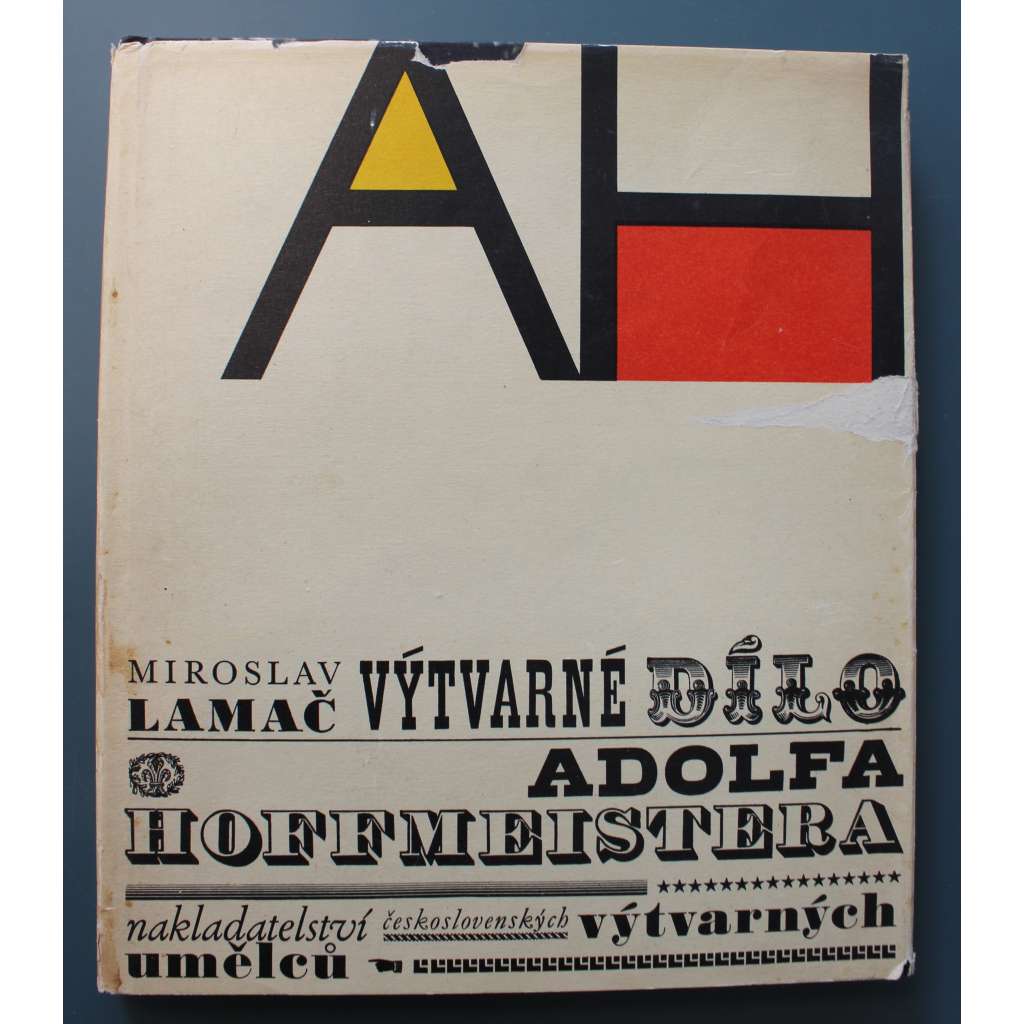 AH
MIROSLAV
LAMAČ
VÝTVARNÉ DÍLO
ADOLFA
HOFFMEISTERA
nakladatelství československých výtvarných
umělců